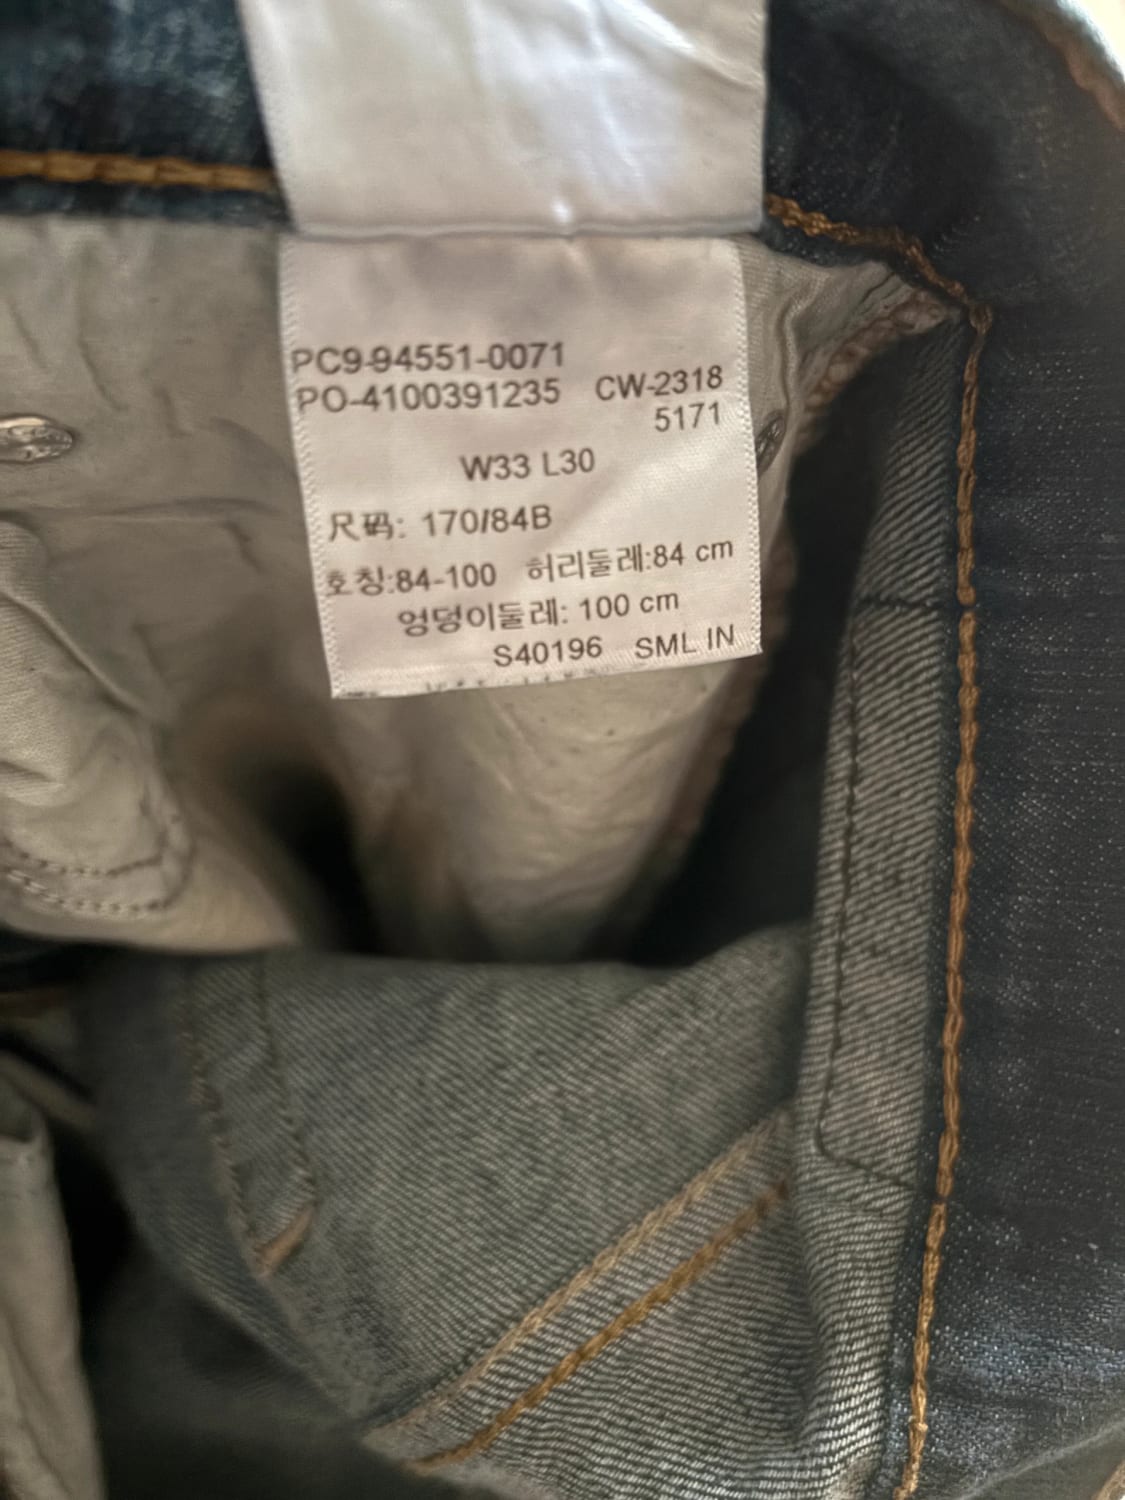 PC9-94551-0071
PO-4100391235 CW-2318
5171
W33 L30
尺码: 170/84B
호칭:84-100 허리둘레:84 cm
엉덩이둘레: 100 cm
S40196 SML IN